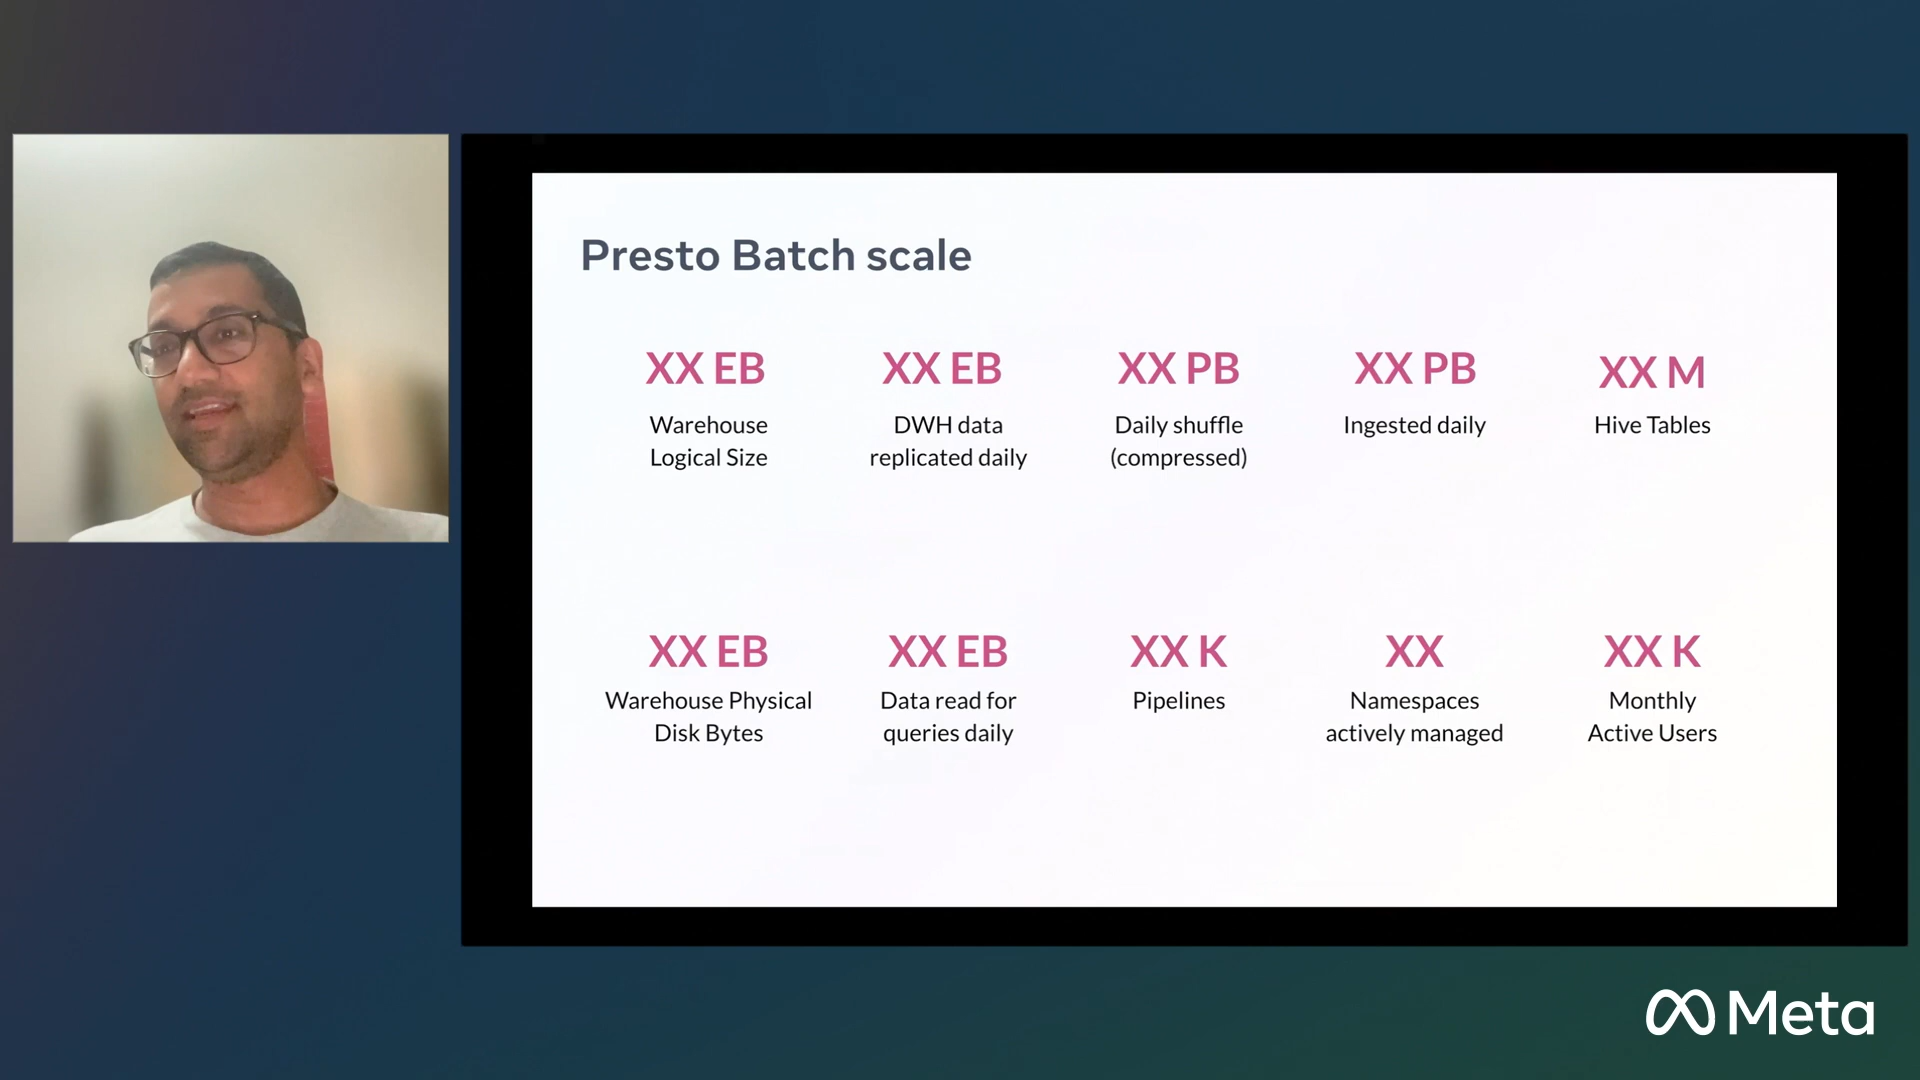 Presto Batch scale
XX EB
Warehouse
Logical Size
XX EB
DWH data
replicated daily
XX PB
Daily shuffle
(compressed)
XX PB
Ingested daily
XX M
Hive Tables
XX EB
Warehouse Physical
Disk Bytes
XX EB
Data read for
queries daily
XX K
Pipelines
XX
Namespaces
actively managed
XX K
Monthly
Active Users
Meta